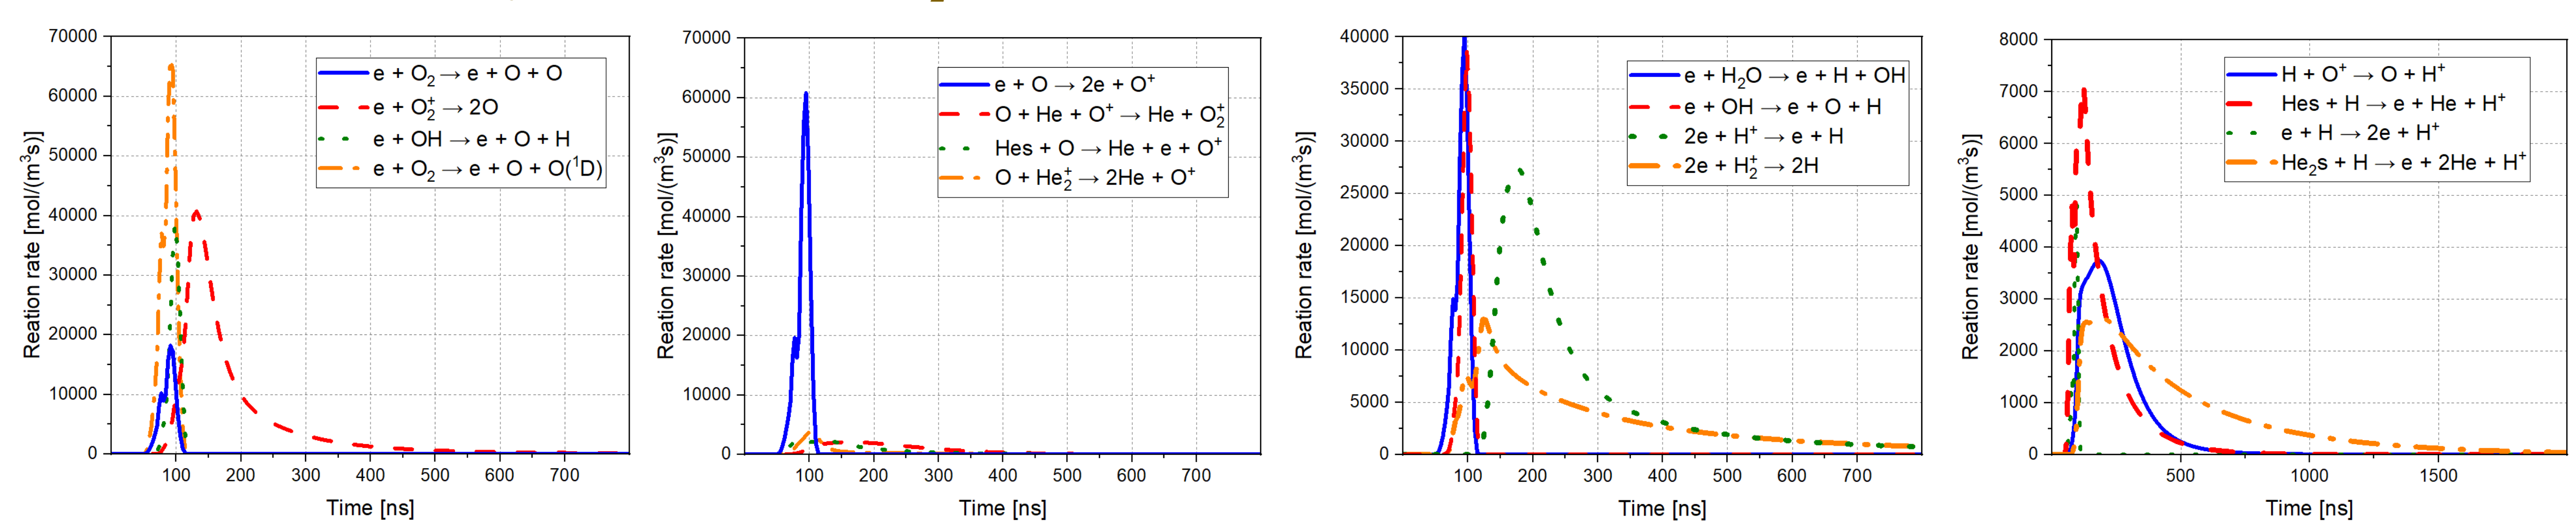 70000
60000
50000
40000
30000
20000
10000
0
Reation rate [mol/(m³s)]
e + O₂ → e + O + O
e + O₂⁺ → 2O
e + OH → e + O + H
e + O₂ → e + O + O(¹D)
100 200 300 400 500 600 700
Time [ns]
70000
60000
50000
40000
30000
20000
10000
0
Reation rate [mol/(m³s)]
e + O → 2e + O⁺
O + He + O⁺ → He + O₂⁺
Hes + O → He + e + O⁺
O + He₂⁺ → 2He + O⁺
100 200 300 400 500 600 700
Time [ns]
40000
35000
30000
25000
20000
15000
10000
5000
0
Reation rate [mol/(m³s)]
e + H₂O → e + H + OH
e + OH → e + O + H
2e + H⁺ → e + H
2e + H₂⁺ → 2H
100 200 300 400 500 600 700
Time [ns]
8000
7000
6000
5000
4000
3000
2000
1000
0
Reation rate [mol/(m³s)]
H + O⁺ → O + H⁺
Hes + H → e + He + H⁺
e + H → 2e + H⁺
He₂s + H → e + 2He + H⁺
500 1000 1500
Time [ns]